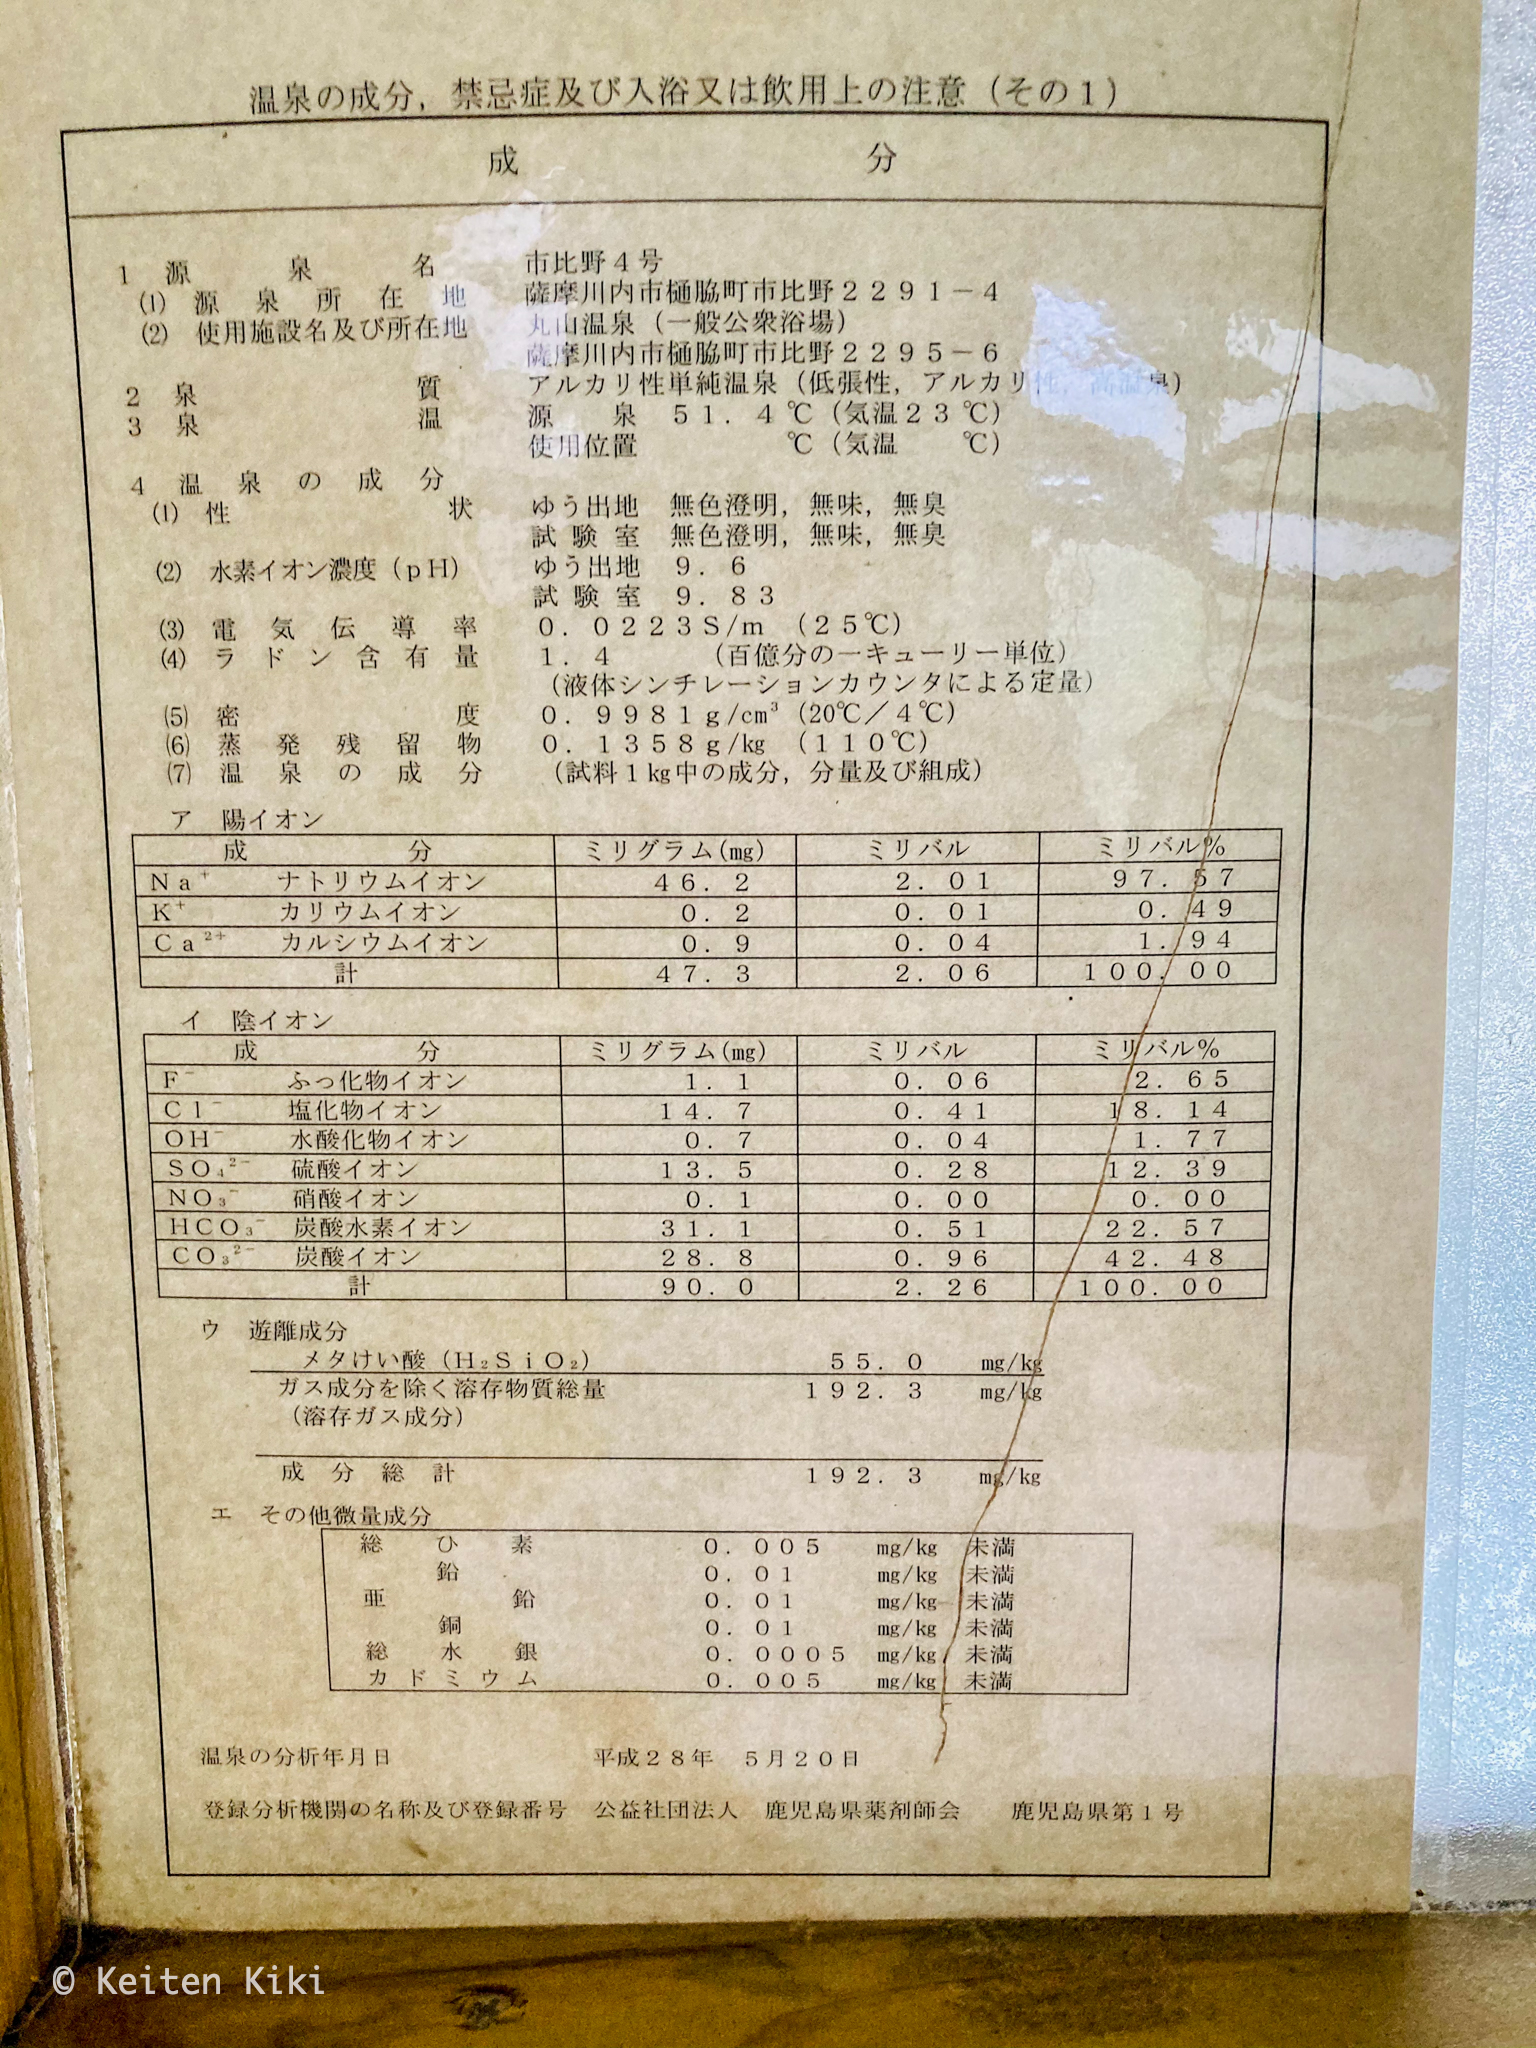 温泉の成分，禁忌症及び入浴又は飲用上の注意（その１）
成　分
１ 源泉名 市比野４号
⑴ 源泉所在地 薩摩川内市樋脇町市比野２２９１－４
⑵ 使用施設名及び所在地 丸山温泉（一般公衆浴場）
薩摩川内市樋脇町市比野２２９５－６
２ 泉質 アルカリ性単純温泉（低張性，アルカリ性，高温泉）
３ 泉温 源泉 ５１．４℃（気温２３℃）
使用位置 ℃（気温 ℃）
４ 温泉の成分
⑴ 性状 ゆう出地 無色澄明，無味，無臭
試験室 無色澄明，無味，無臭
⑵ 水素イオン濃度（ｐＨ） ゆう出地 ９．６
試験室 ９．８３
⑶ 電気伝導率 ０．０２２３Ｓ/ｍ （２５℃）
⑷ ラドン含有量 １．４ （百億分の一キューリー単位）
（液体シンチレーションカウンタによる定量）
⑸ 密度 ０．９９８１ｇ/㎝³（20℃／４℃）
⑹ 蒸発残留物 ０．１３５８ｇ/㎏ （１１０℃）
⑺ 温泉の成分 （試料１㎏中の成分，分量及び組成）
ア 陽イオン
成　分 ミリグラム(㎎) ミリバル ミリバル％
Ｎａ⁺ ナトリウムイオン ４６．２ ２．０１ ９７．５７
Ｋ⁺ カリウムイオン ０．２ ０．０１ ０．４９
Ｃａ²⁺ カルシウムイオン ０．９ ０．０４ １．９４
計 ４７．３ ２．０６ １００．００
イ 陰イオン
成　分 ミリグラム(㎎) ミリバル ミリバル％
Ｆ⁻ ふっ化物イオン １．１ ０．０６ ２．６５
Ｃｌ⁻ 塩化物イオン １４．７ ０．４１ １８．１４
ＯＨ⁻ 水酸化物イオン ０．７ ０．０４ １．７７
ＳＯ₄²⁻ 硫酸イオン １３．５ ０．２８ １２．３９
ＮＯ₃⁻ 硝酸イオン ０．１ ０．００ ０．００
ＨＣＯ₃⁻ 炭酸水素イオン ３１．１ ０．５１ ２２．５７
ＣＯ₃²⁻ 炭酸イオン ２８．８ ０．９６ ４２．４８
計 ９０．０ ２．２６ １００．００
ウ 遊離成分
メタけい酸（Ｈ₂ＳｉＯ₂） ５５．０ ㎎/㎏
ガス成分を除く溶存物質総量 １９２．３ ㎎/㎏
（溶存ガス成分）
成分総計 １９２．３ ㎎/㎏
エ その他微量成分
総ひ素 ０．００５ ㎎/㎏ 未満
鉛 ０．０１ ㎎/㎏ 未満
亜鉛 ０．０１ ㎎/㎏ 未満
銅 ０．０１ ㎎/㎏ 未満
総水銀 ０．０００５ ㎎/㎏ 未満
カドミウム ０．００５ ㎎/㎏ 未満
温泉の分析年月日 平成２８年 ５月２０日
登録分析機関の名称及び登録番号 公益社団法人 鹿児島県薬剤師会 鹿児島県第１号
© Keiten Kiki